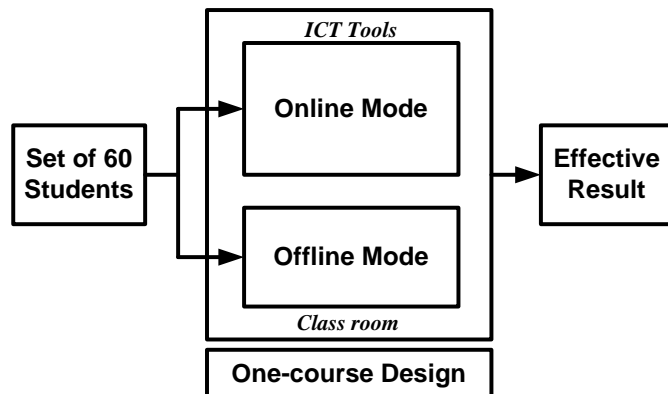 ICT Tools
Online Mode
Set of 60
Students
Effective
Result
Offline Mode
Class room
One-course Design